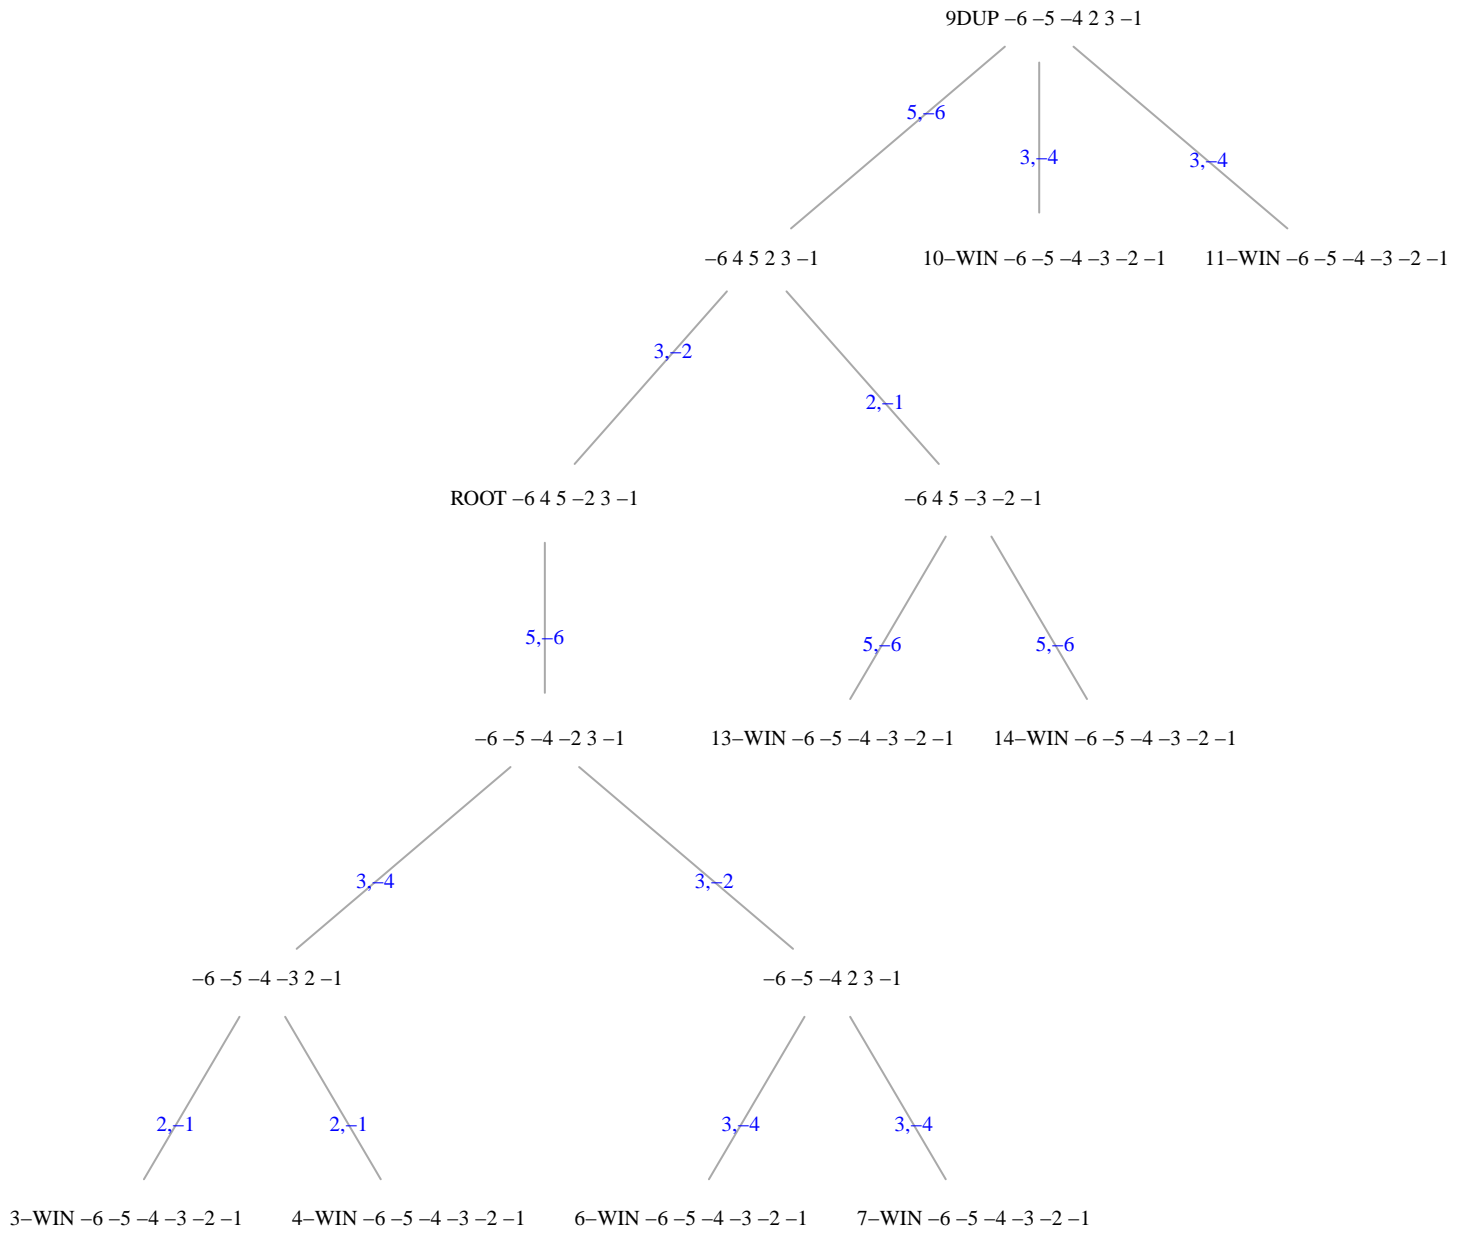 9DUP –6 –5 –4 2 3 –1
5,–6
3,–4
3,–4
–6 4 5 2 3 –1
10–WIN –6 –5 –4 –3 –2 –1
11–WIN –6 –5 –4 –3 –2 –1
3,–2
2,–1
ROOT –6 4 5 –2 3 –1
–6 4 5 –3 –2 –1
5,–6
5,–6
5,–6
–6 –5 –4 –2 3 –1
13–WIN –6 –5 –4 –3 –2 –1
14–WIN –6 –5 –4 –3 –2 –1
3,–4
3,–2
–6 –5 –4 –3 2 –1
–6 –5 –4 2 3 –1
2,–1
2,–1
3,–4
3,–4
3–WIN –6 –5 –4 –3 –2 –1
4–WIN –6 –5 –4 –3 –2 –1
6–WIN –6 –5 –4 –3 –2 –1
7–WIN –6 –5 –4 –3 –2 –1